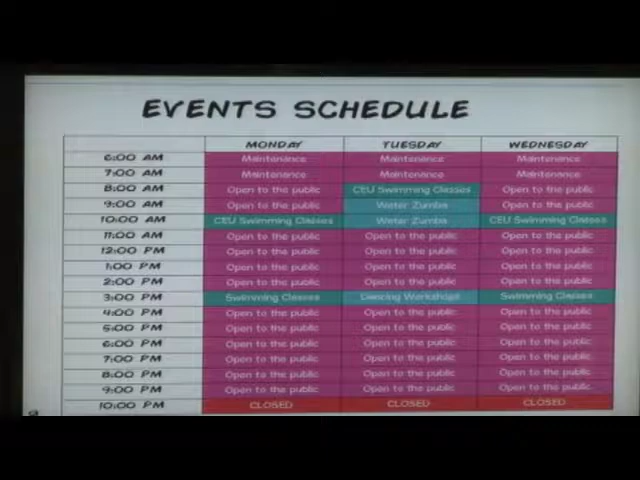 EVENTS SCHEDULE
MONDAY TUESDAY WEDNESDAY
6:00 AM Maintenance Maintenance Maintenance
7:00 AM Maintenance Maintenance Maintenance
8:00 AM Open to the public CEU Swimming Classes Open to the public
9:00 AM Open to the public Water Zumba Open to the public
10:00 AM CEU Swimming Classes Water Zumba CEU Swimming Classes
11:00 AM Open to the public Open to the public Open to the public
12:00 PM Open to the public Open to the public Open to the public
1:00 PM Open to the public Open to the public Open to the public
2:00 PM Open to the public Open to the public Open to the public
3:00 PM Swimming Classes Dancing Workshops Swimming Classes
4:00 PM Open to the public Open to the public Open to the public
5:00 PM Open to the public Open to the public Open to the public
6:00 PM Open to the public Open to the public Open to the public
7:00 PM Open to the public Open to the public Open to the public
8:00 PM Open to the public Open to the public Open to the public
9:00 PM Open to the public Open to the public Open to the public
10:00 PM CLOSED CLOSED CLOSED